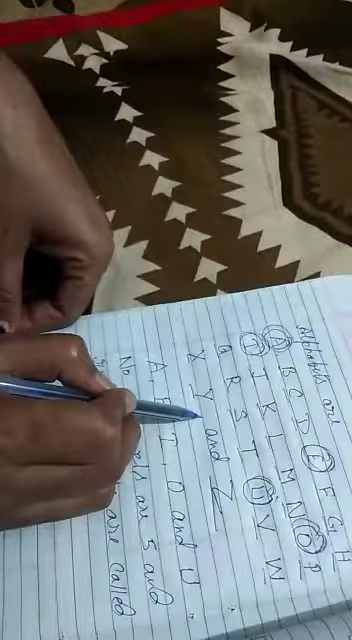 Alphabets are
A B C D E F G H
I J K L M N O P
Q R S T U V W
X Y and Z
A, E, I, O and U.
No are 5 and
are called